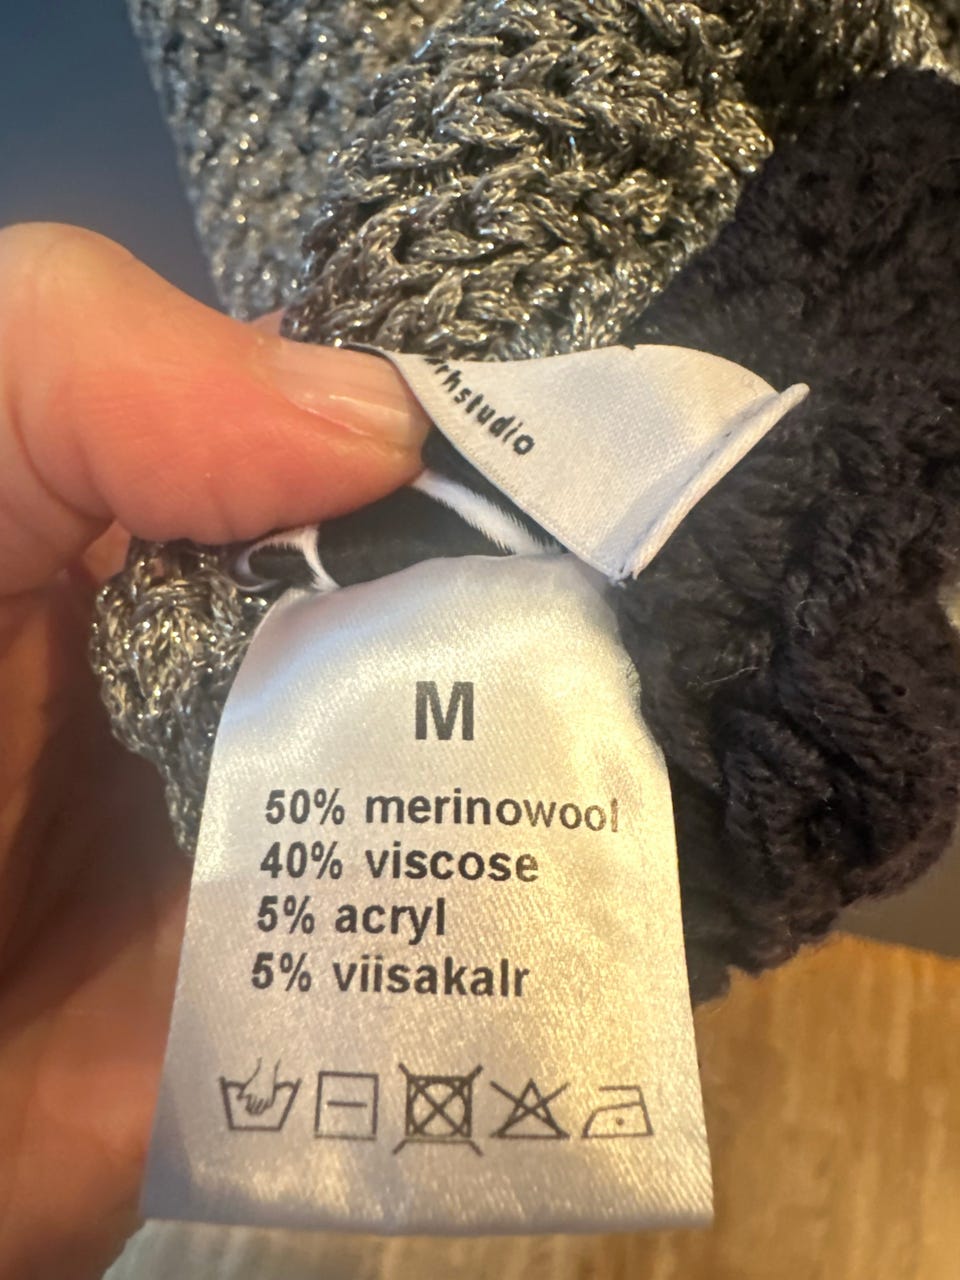 M
50% merinowool
40% viscose
5% acryl
5% viisakalr